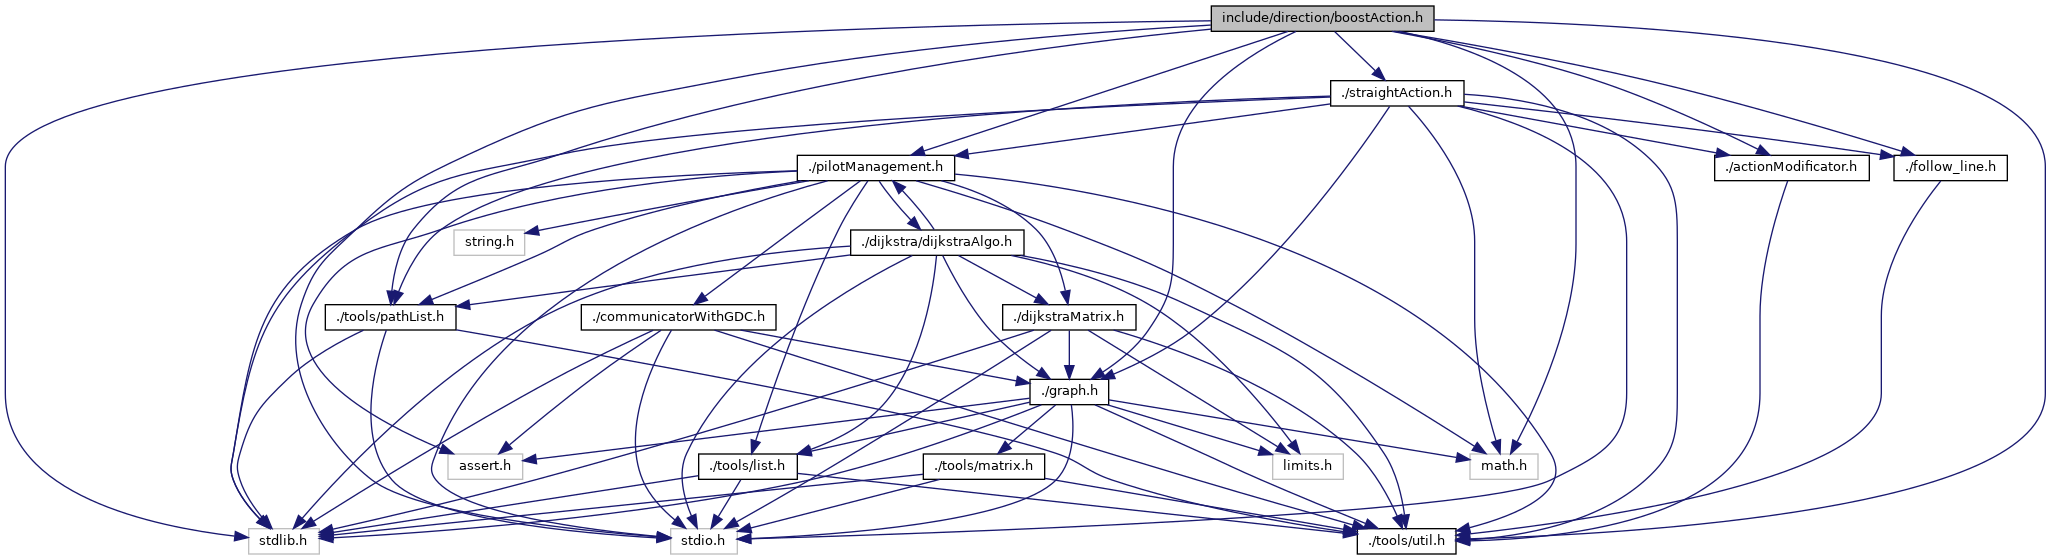 include/direction/boostAction.h
./straightAction.h
./pilotManagement.h
./actionModificator.h
./follow_line.h
string.h
./dijkstra/dijkstraAlgo.h
./tools/pathList.h
./communicatorWithGDC.h
./dijkstraMatrix.h
./graph.h
assert.h
./tools/list.h
./tools/matrix.h
limits.h
math.h
stdlib.h
stdio.h
./tools/util.h